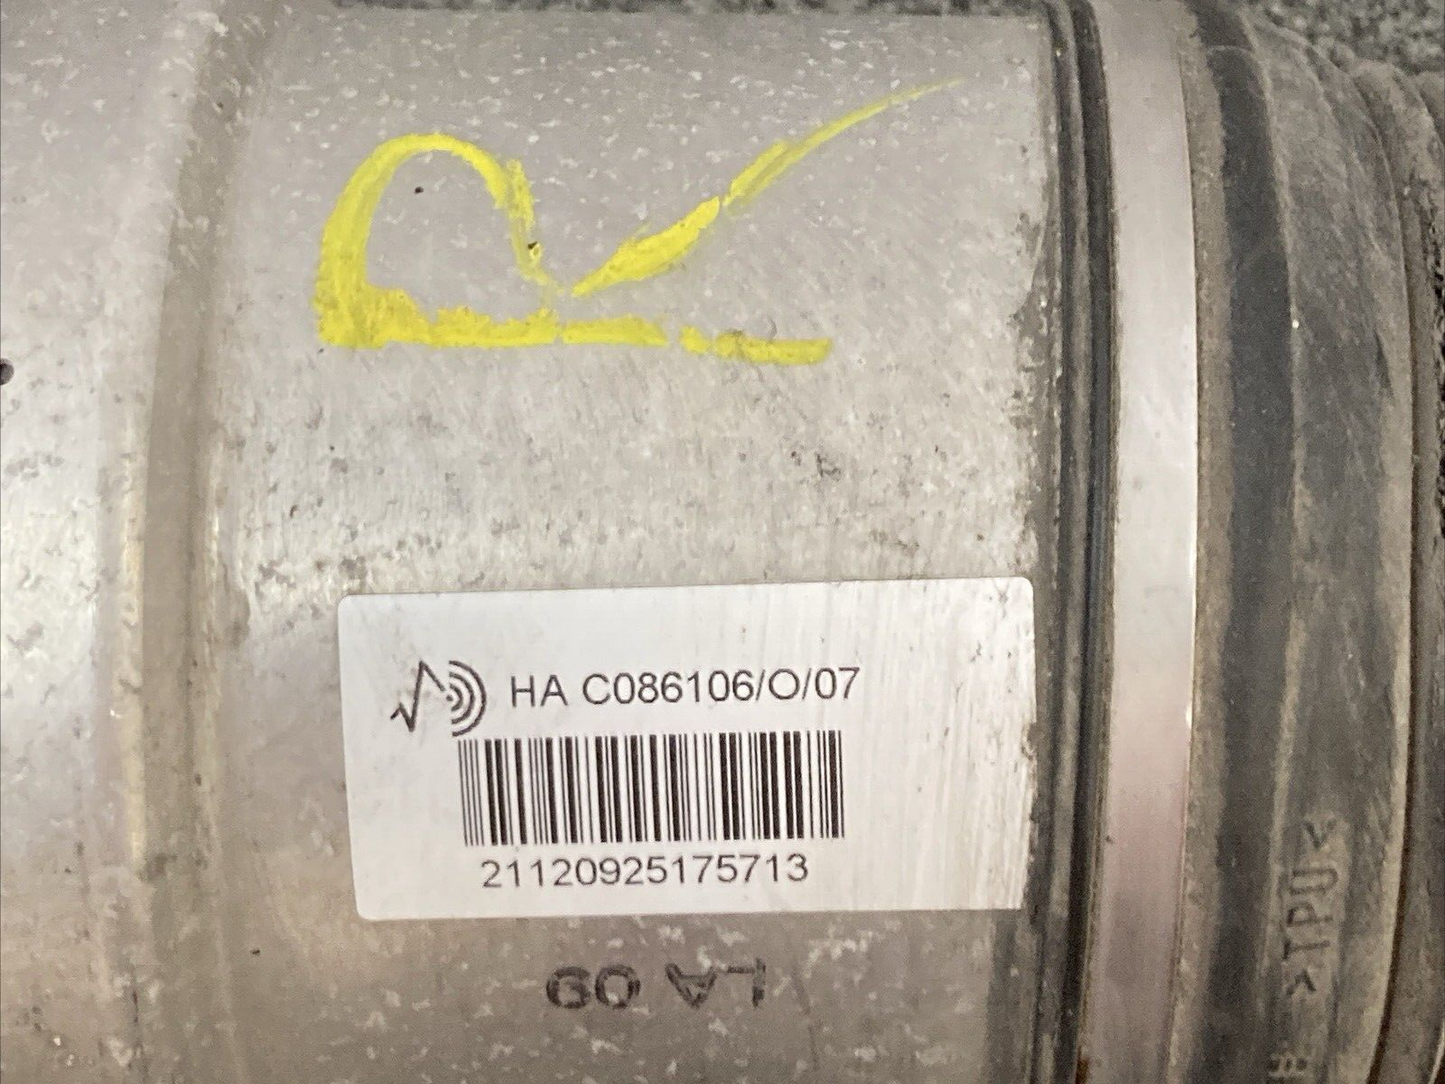 R
HA C086106/O/07
21120925175713
LA 09
>TPU<